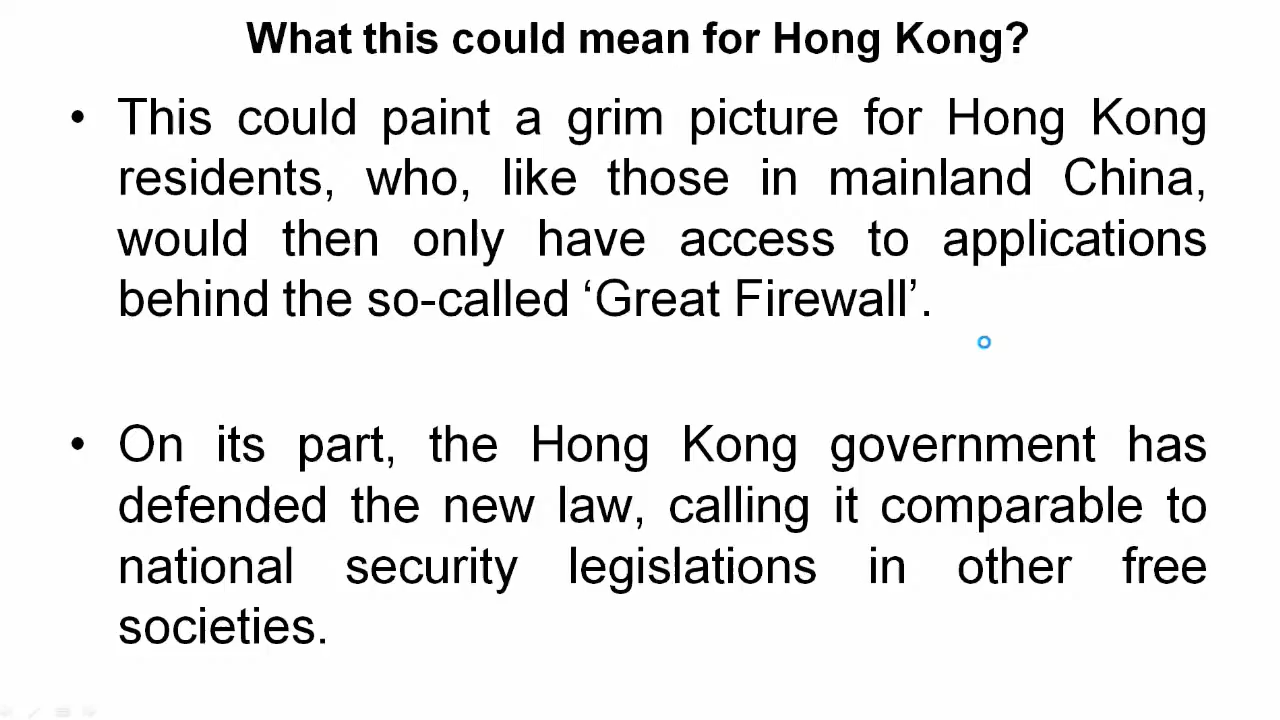 What this could mean for Hong Kong?
• This could paint a grim picture for Hong Kong
residents, who, like those in mainland China,
would then only have access to applications
behind the so-called ‘Great Firewall’.
• On its part, the Hong Kong government has
defended the new law, calling it comparable to
national security legislations in other free
societies.